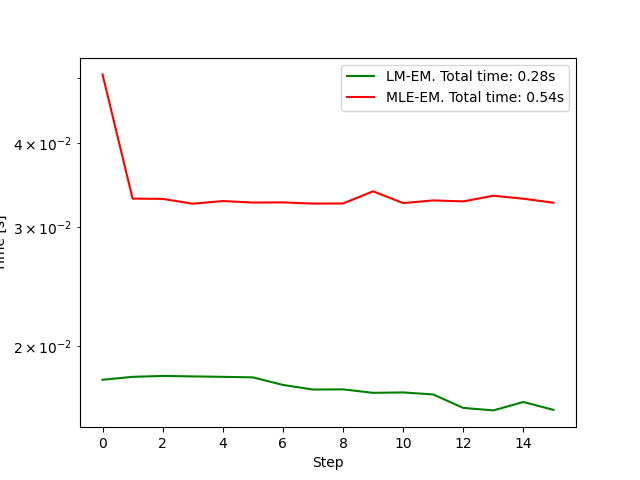 LM-EM. Total time: 0.28s
MLE-EM. Total time: 0.54s
4 × 10⁻²
3 × 10⁻²
2 × 10⁻²
Time [s]
0 2 4 6 8 10 12 14
Step